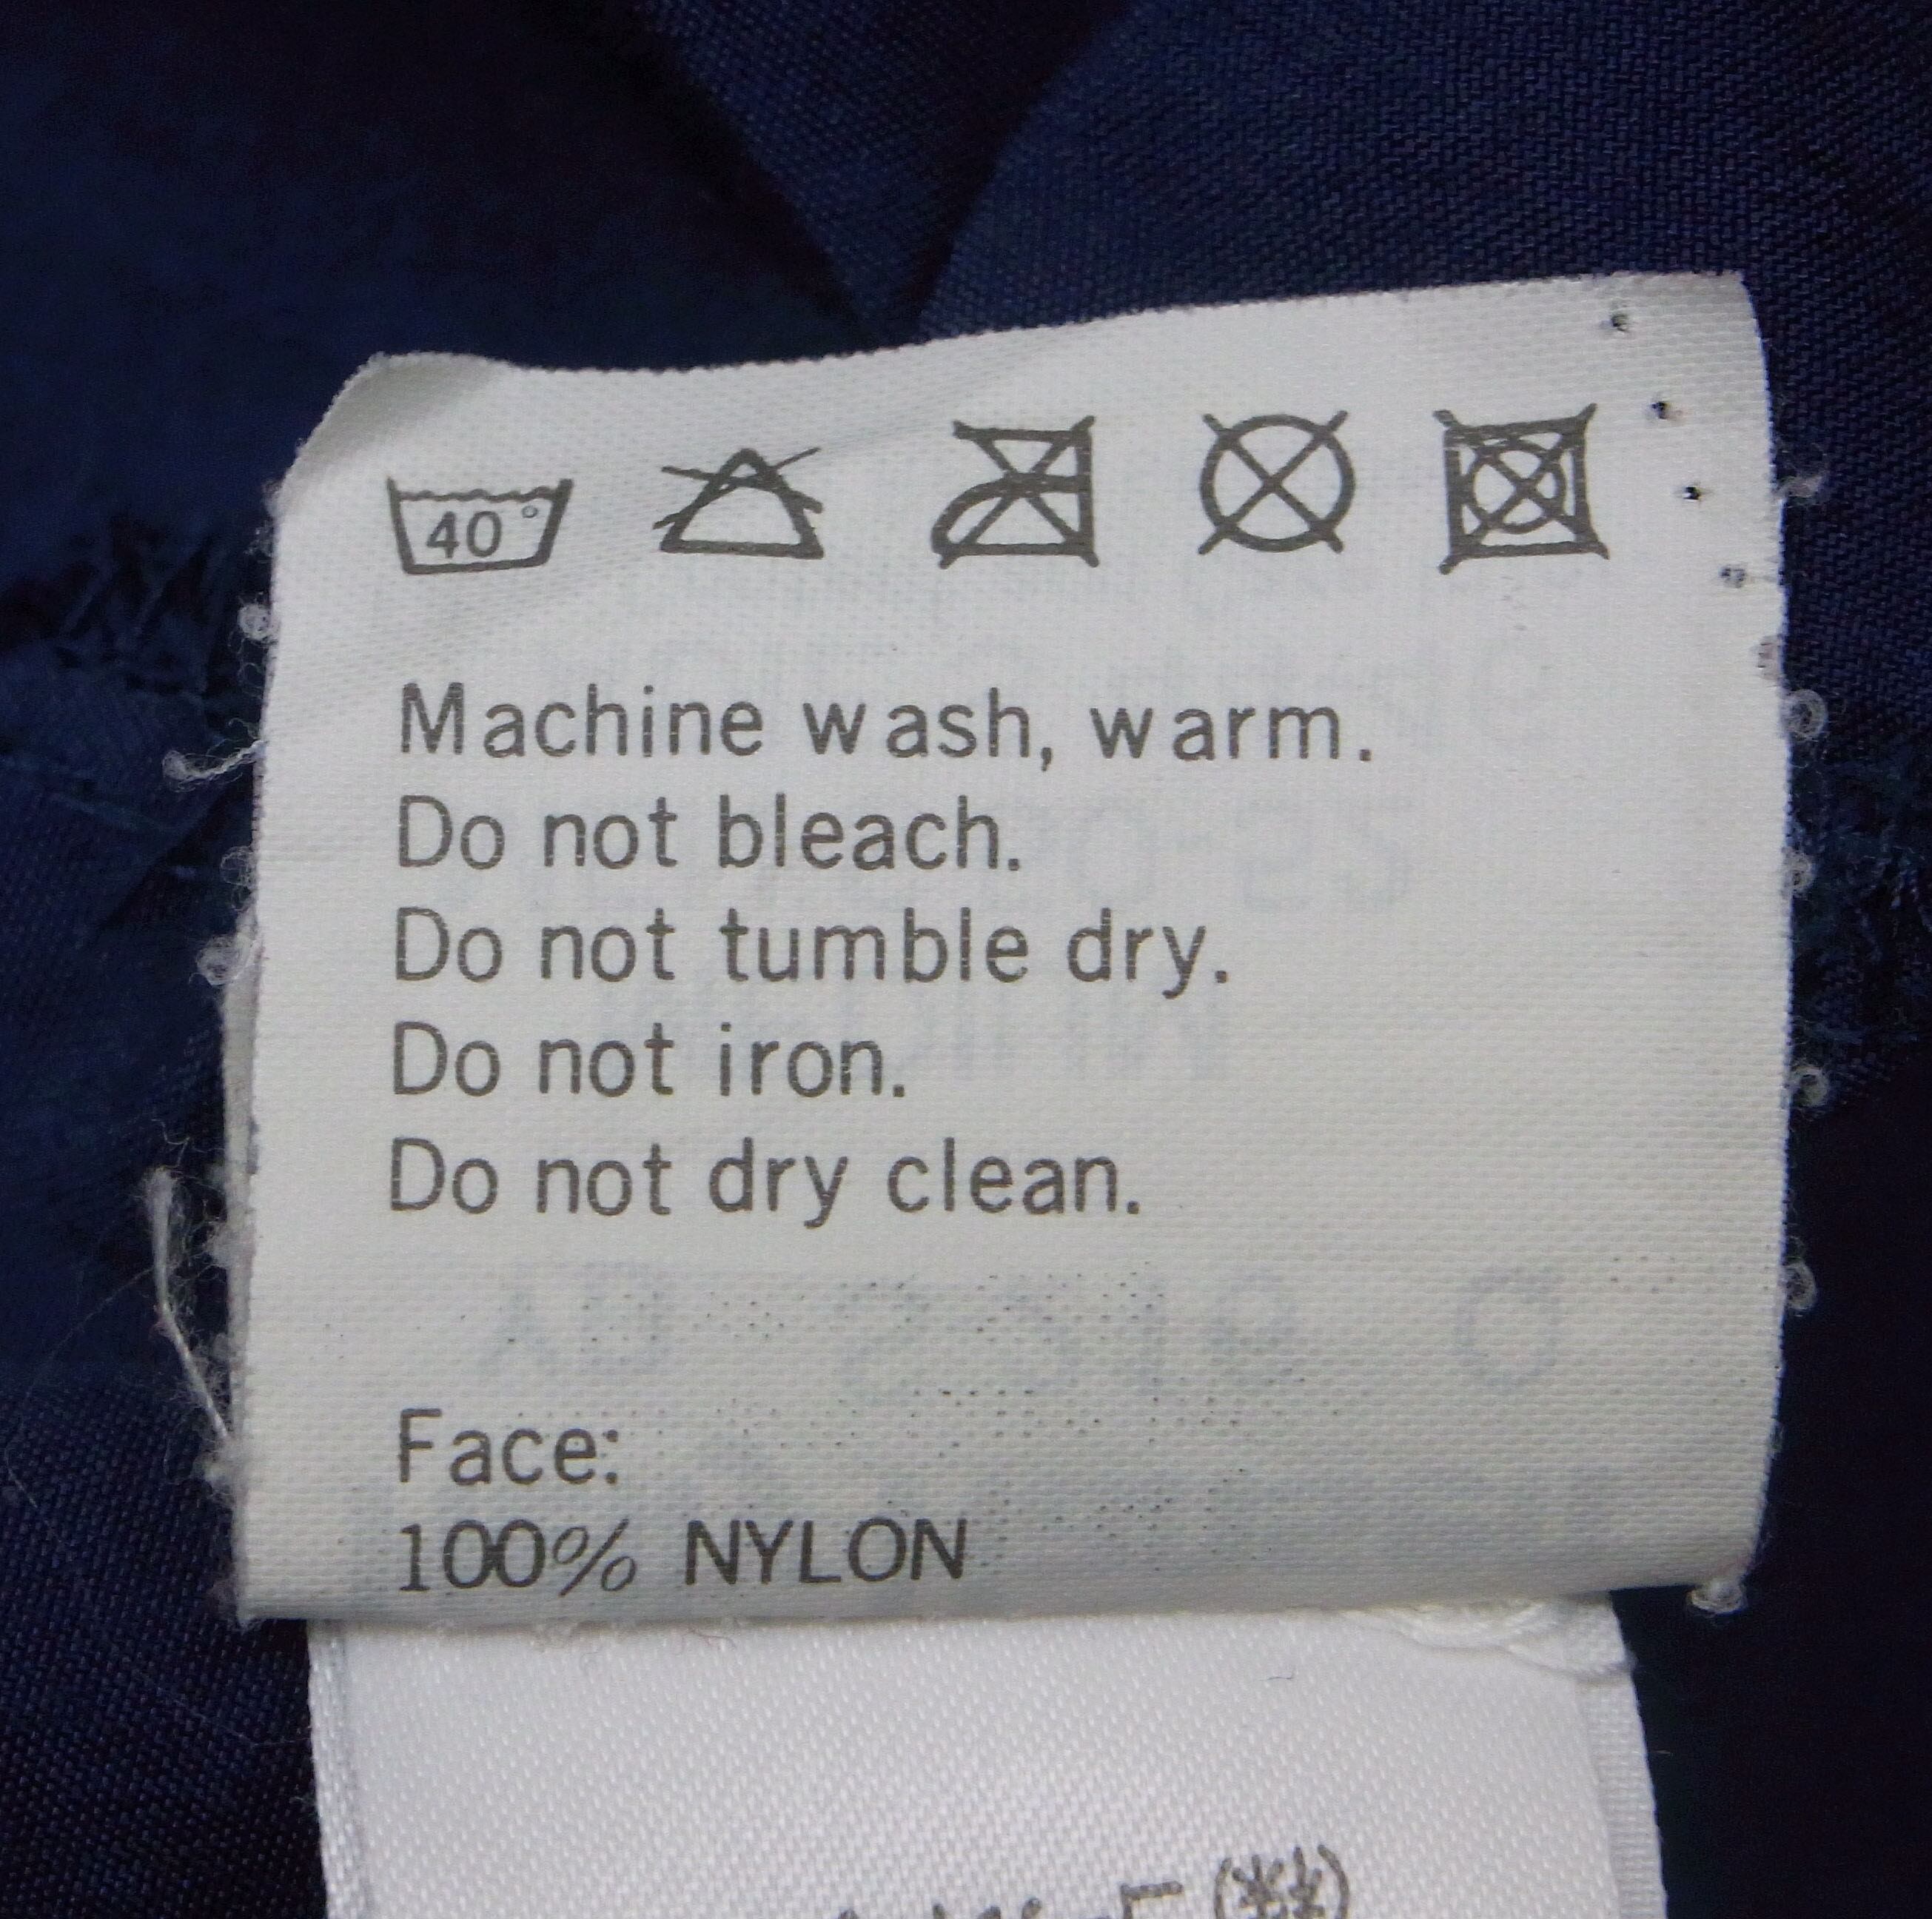 40°
Machine wash, warm.
Do not bleach.
Do not tumble dry.
Do not iron.
Do not dry clean.
Face:
100% NYLON